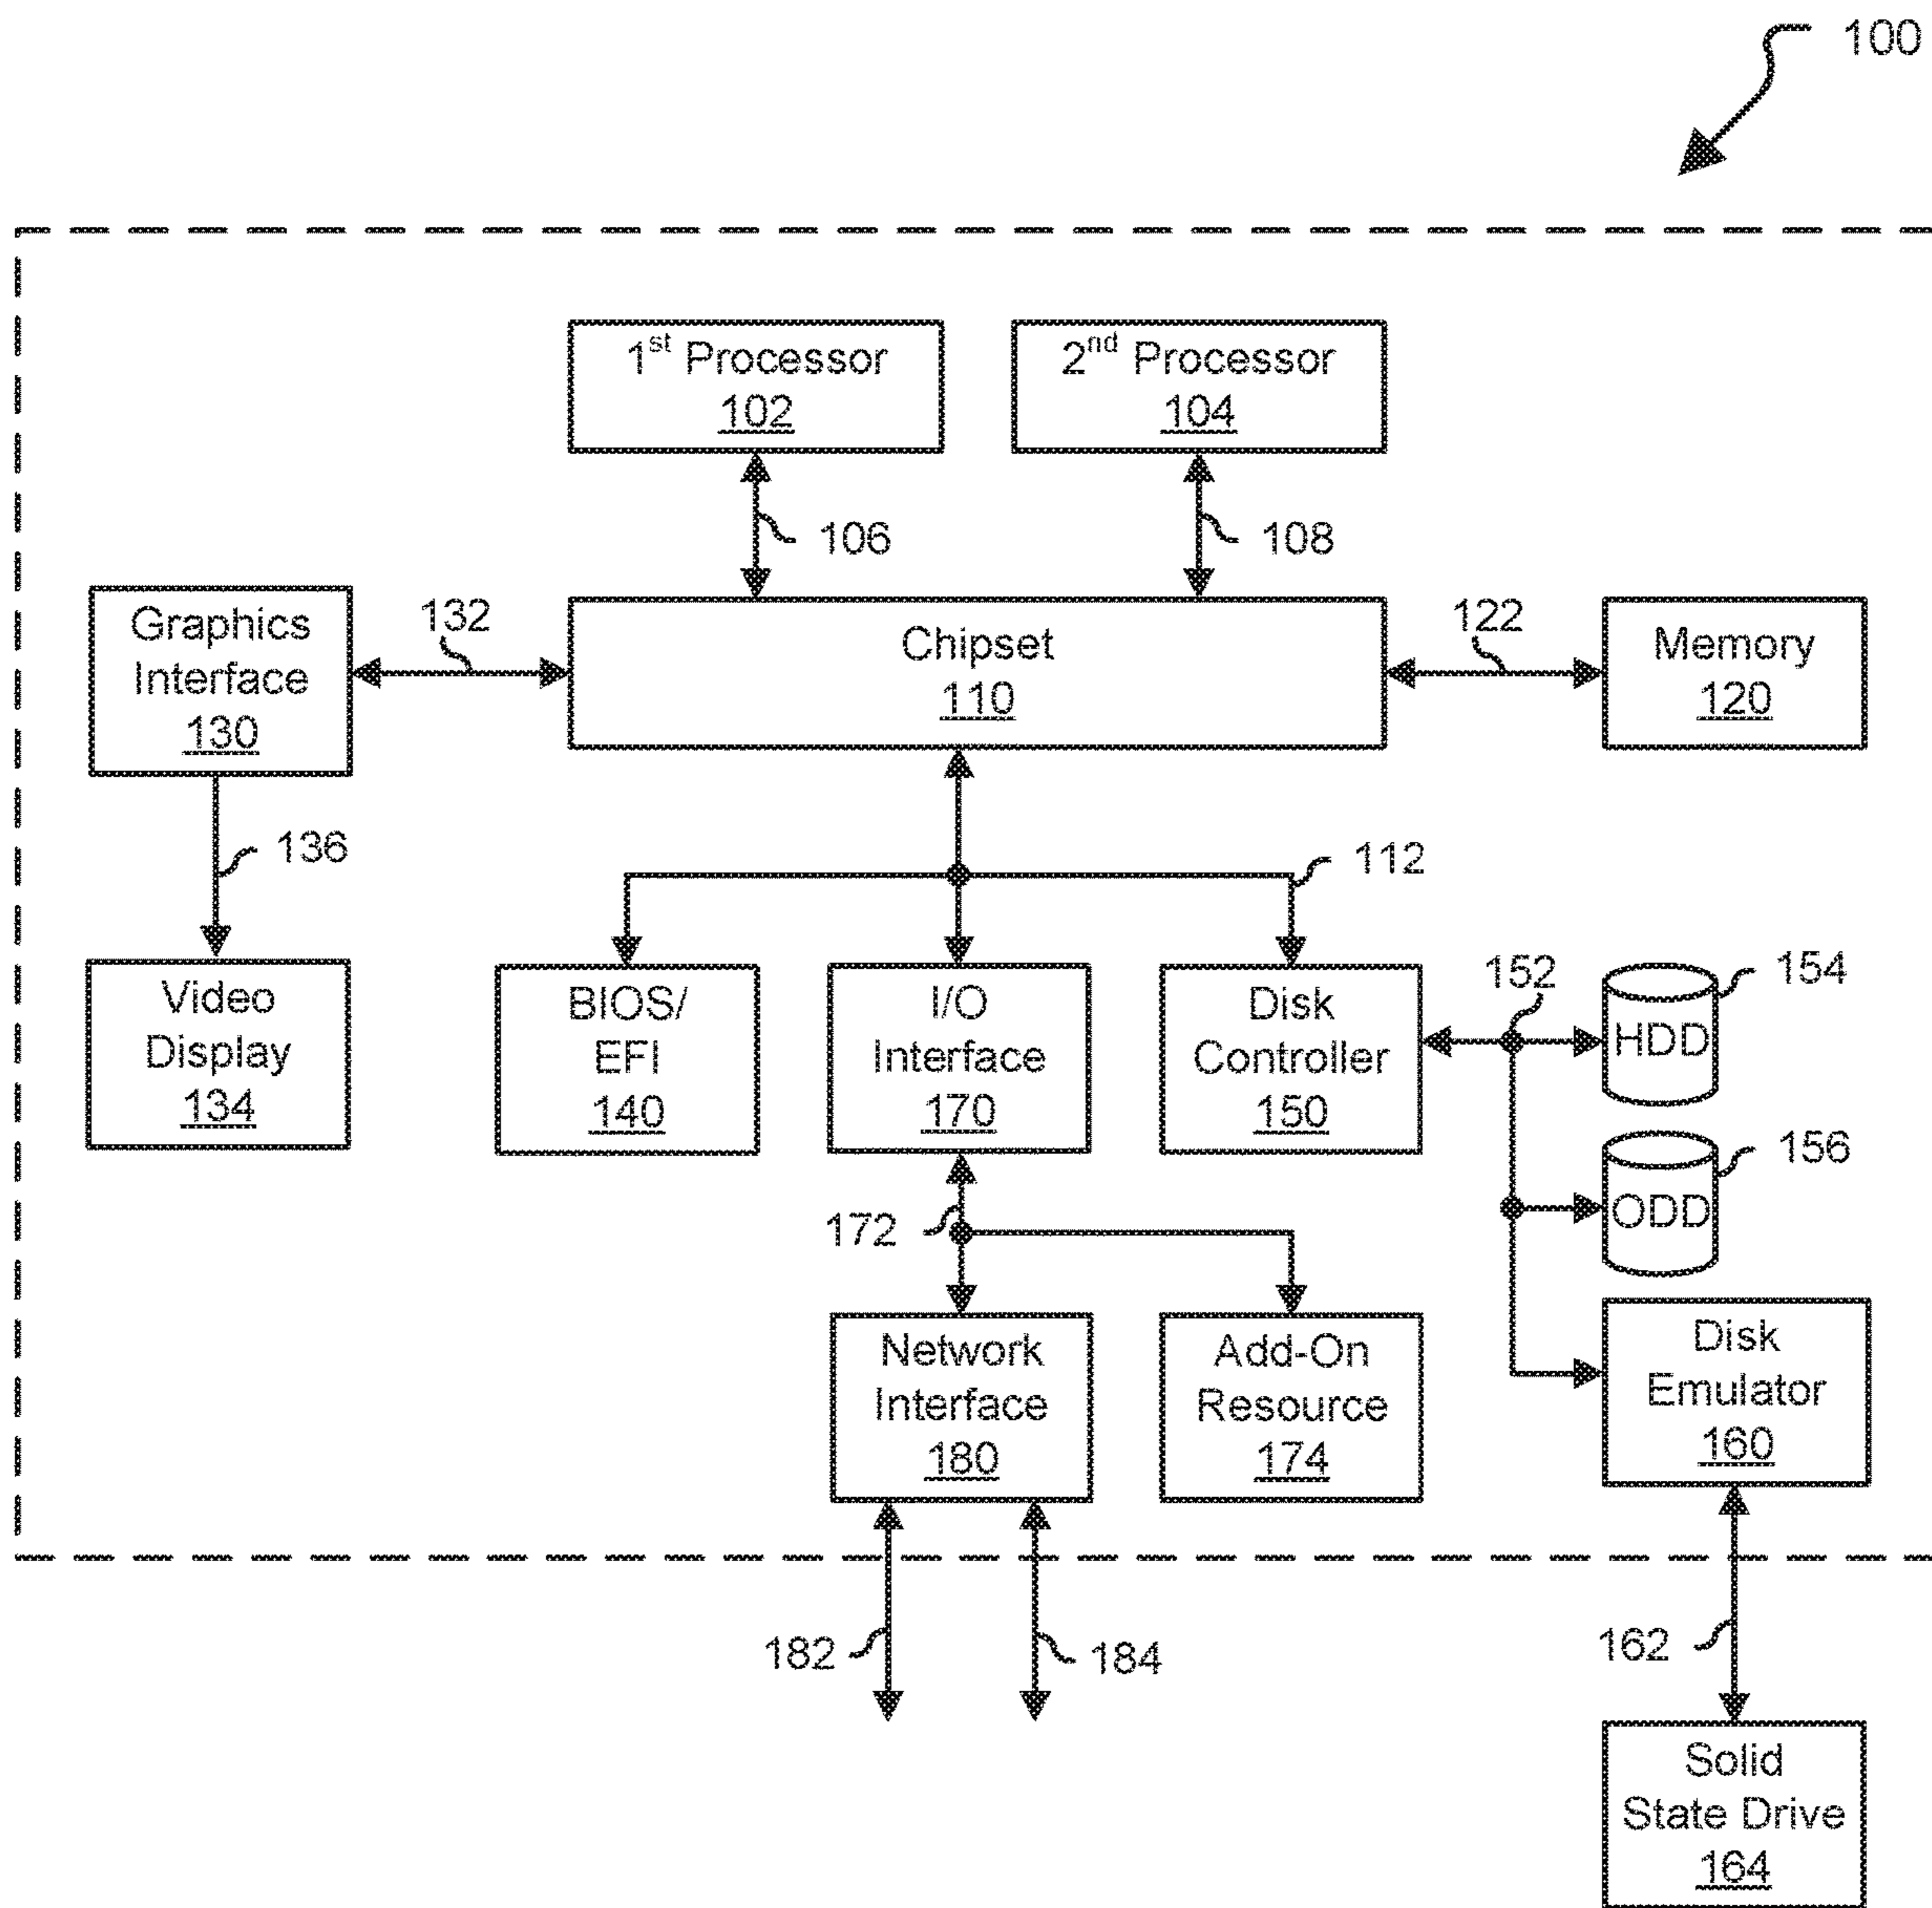 100
1st Processor
102
2nd Processor
104
106
108
Graphics
Interface
130
132
Chipset
110
122
Memory
120
136
112
Video
Display
134
BIOS/
EFI
140
I/O
Interface
170
Disk
Controller
150
152
HDD
154
ODD
156
172
Network
Interface
180
Add-On
Resource
174
Disk
Emulator
160
182
184
162
Solid
State Drive
164